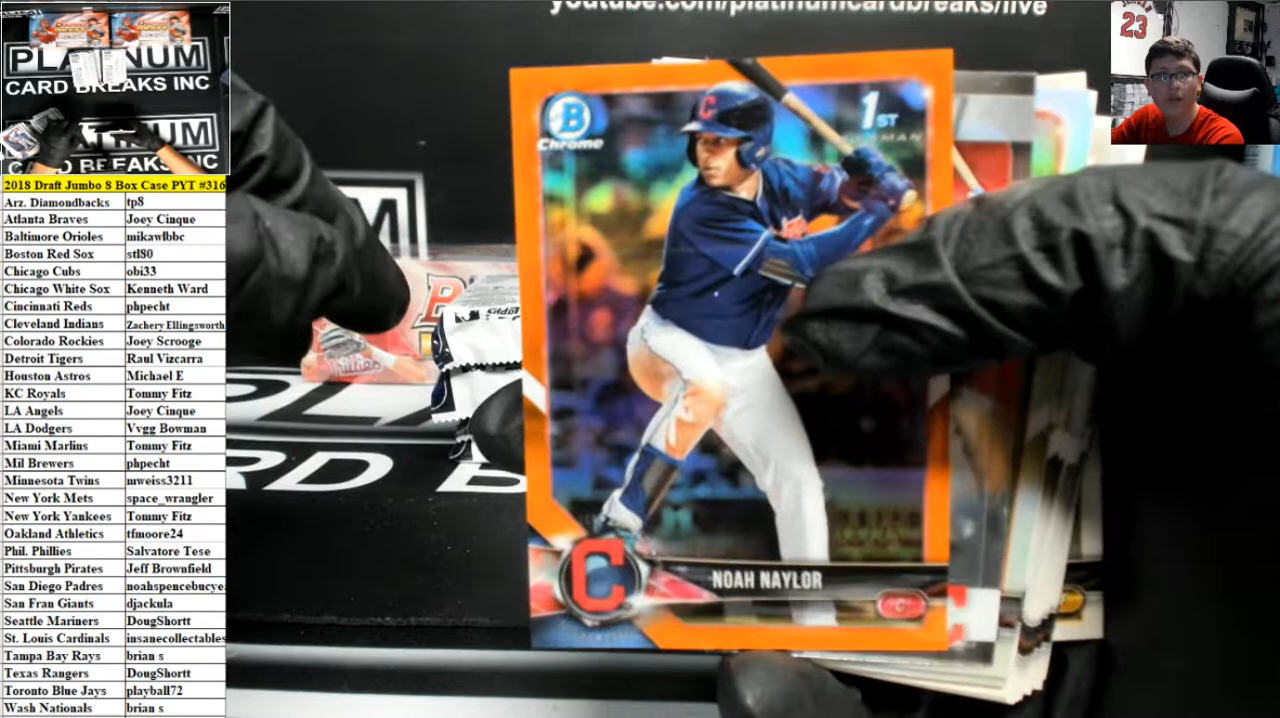 youtube.com/platinumcardbreaks/live
PLATINUM
CARD BREAKS INC
CARD BREAKS INC
2018 Draft Jumbo 8 Box Case PYT #316
Arz. Diamondbacks tp8
Atlanta Braves Joey Cinque
Baltimore Orioles mikawlbbc
Boston Red Sox stl80
Chicago Cubs obi33
Chicago White Sox Kenneth Ward
Cincinnati Reds phpecht
Cleveland Indians Zachery Ellingsworth
Colorado Rockies Joey Scrooge
Detroit Tigers Raul Vizcarra
Houston Astros Michael E
KC Royals Tommy Fitz
LA Angels Joey Cinque
LA Dodgers Vvgg Bowman
Miami Marlins Tommy Fitz
Mil Brewers phpecht
Minnesota Twins mweiss3211
New York Mets space_wrangler
New York Yankees Tommy Fitz
Oakland Athletics tfmoore24
Phil. Phillies Salvatore Tese
Pittsburgh Pirates Jeff Brownfield
San Diego Padres noahspencebucye
San Fran Giants djackula
Seattle Mariners DougShortt
St. Louis Cardinals insanecollectables
Tampa Bay Rays brian s
Texas Rangers DougShortt
Toronto Blue Jays playball72
Wash Nationals brian s
B
Chrome
1ST
C
NOAH NAYLOR
C
Phillies
RD B
23